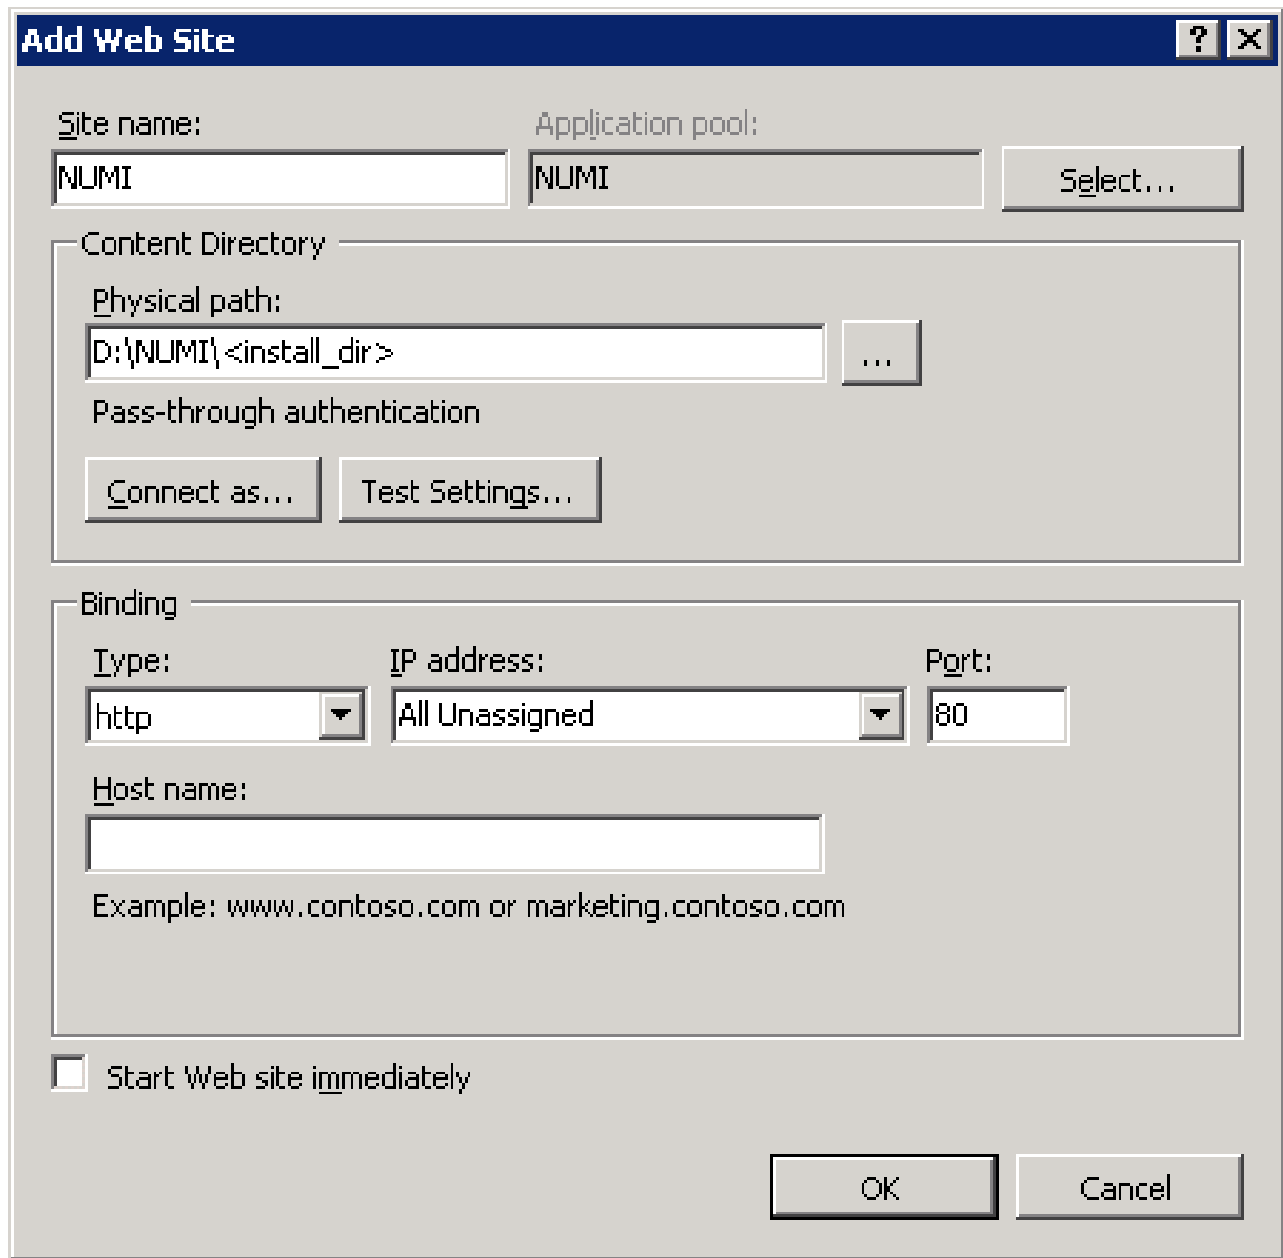 Add Web Site
Site name: Application pool:
NUMI NUMI Select...
Content Directory
Physical path:
D:\NUMI\<install_dir> ...
Pass-through authentication
Connect as... Test Settings...
Binding
Type: IP address: Port:
http All Unassigned 80
Host name:
Example: www.contoso.com or marketing.contoso.com
Start Web site immediately
OK Cancel